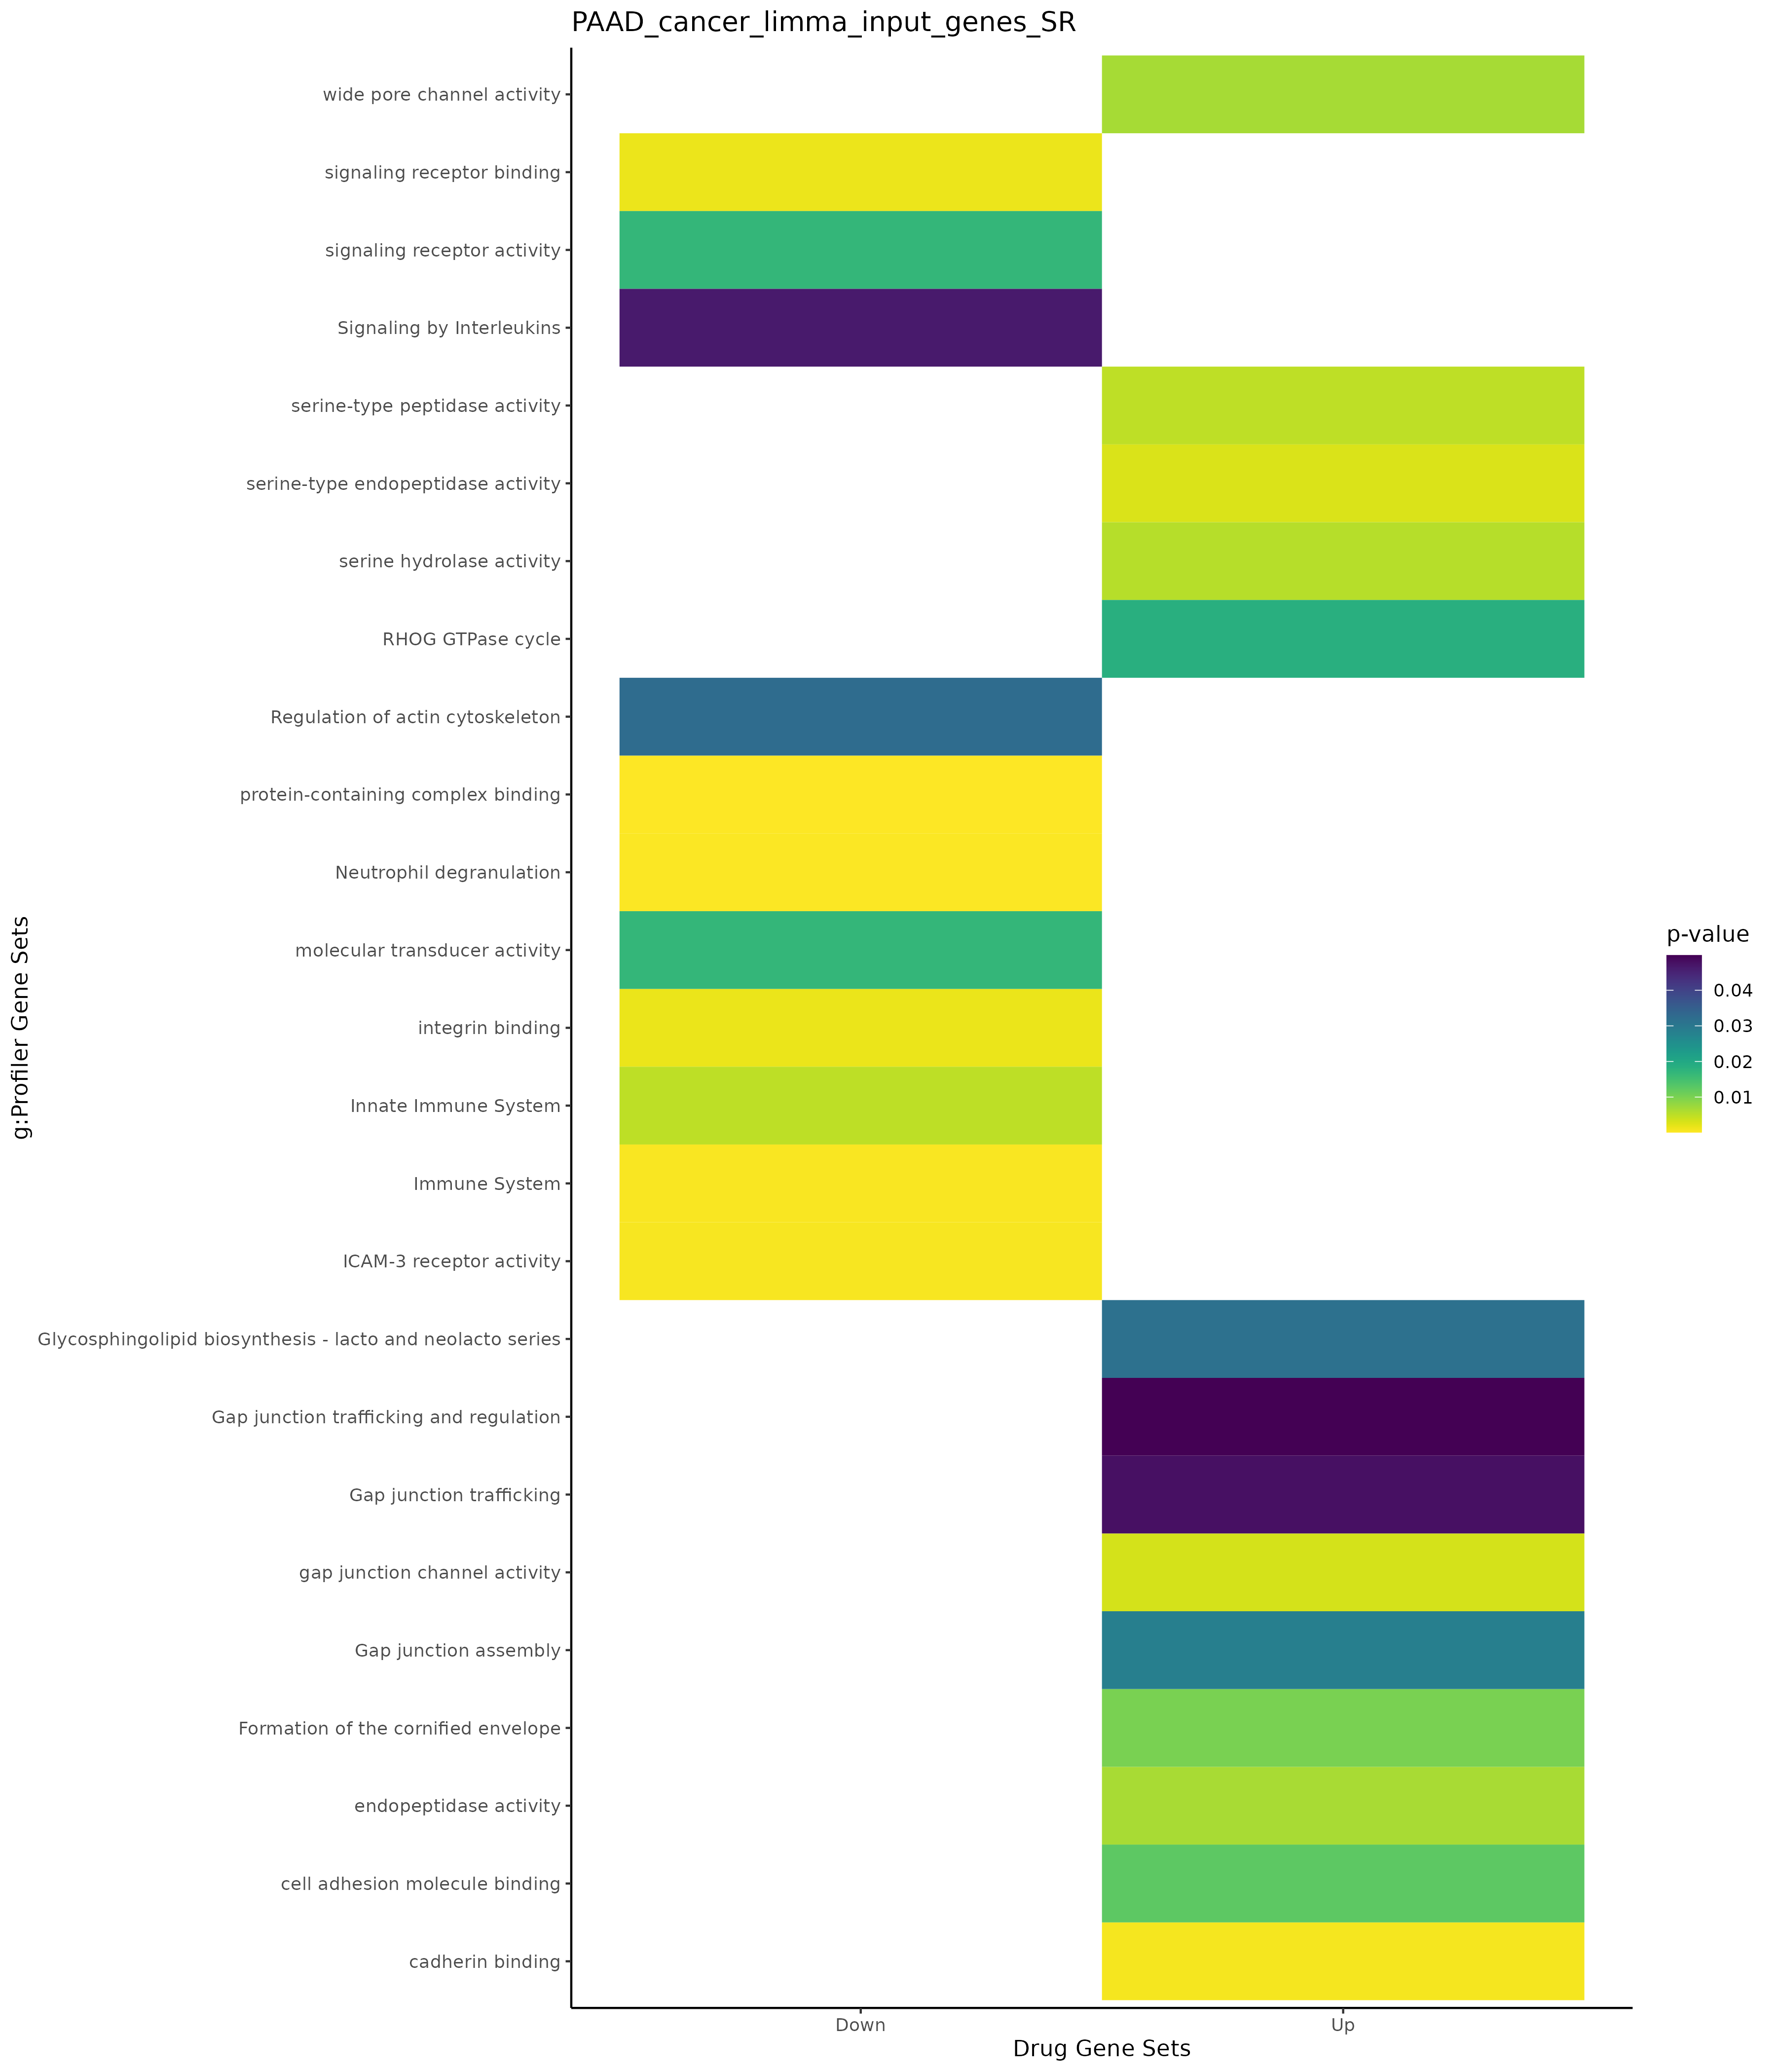 PAAD_cancer_limma_input_genes_SR
g:Profiler Gene Sets
wide pore channel activity
signaling receptor binding
signaling receptor activity
Signaling by Interleukins
serine-type peptidase activity
serine-type endopeptidase activity
serine hydrolase activity
RHOG GTPase cycle
Regulation of actin cytoskeleton
protein-containing complex binding
Neutrophil degranulation
molecular transducer activity
integrin binding
Innate Immune System
Immune System
ICAM-3 receptor activity
Glycosphingolipid biosynthesis - lacto and neolacto series
Gap junction trafficking and regulation
Gap junction trafficking
gap junction channel activity
Gap junction assembly
Formation of the cornified envelope
endopeptidase activity
cell adhesion molecule binding
cadherin binding
Down
Up
Drug Gene Sets
p-value
0.04
0.03
0.02
0.01